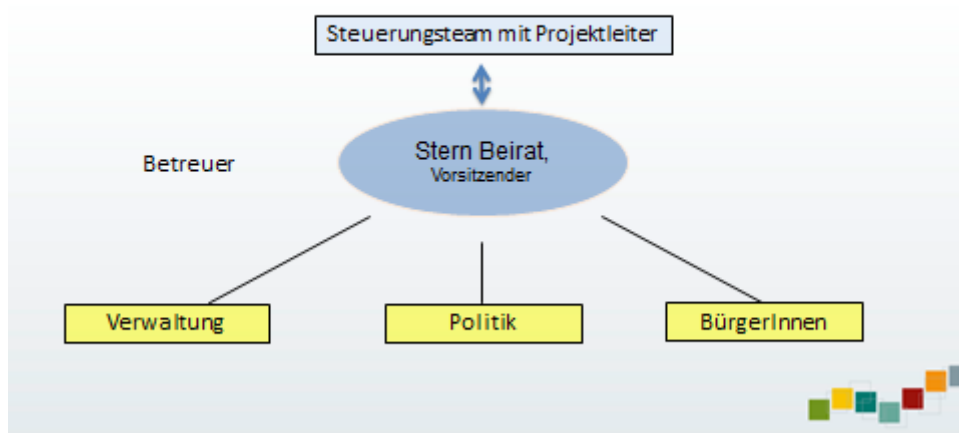 Steuerungsteam mit Projektleiter
Stern Beirat,
Vorsitzender
Betreuer
Verwaltung
Politik
BürgerInnen